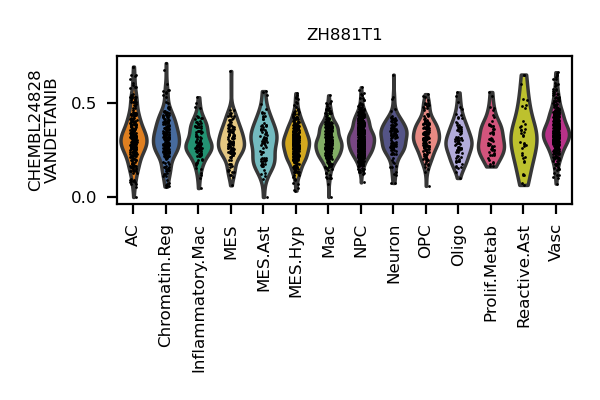 ZH881T1
CHEMBL24828
VANDETANIB
0.5
0.0
AC
Chromatin.Reg
Inflammatory.Mac
MES
MES.Ast
MES.Hyp
Mac
NPC
Neuron
OPC
Oligo
Prolif.Metab
Reactive.Ast
Vasc